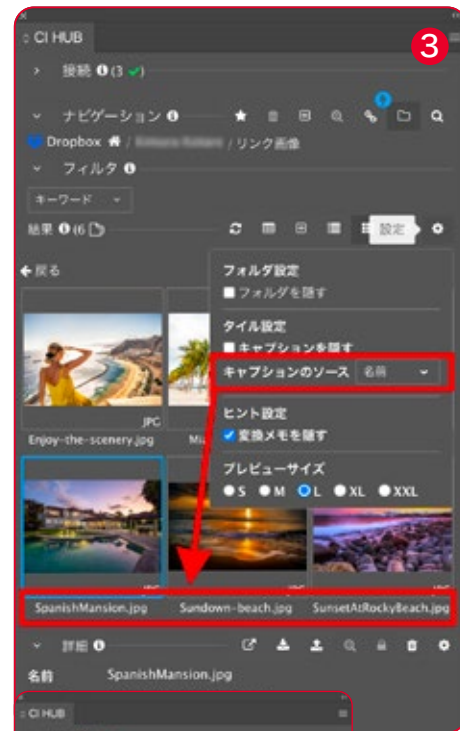 CI HUB
3
接続 (3 ✓)
ナビゲーション
Dropbox / / リンク画像
フィルタ
キーワード
結果 (6
設定
戻る
フォルダ設定
フォルダを隠す
タイル設定
キャプションを隠す
キャプションのソース 名前
ヒント設定
変換メモを隠す
プレビューサイズ
S M L XL XXL
JPG
Enjoy-the-scenery.jpg
SpanishMansion.jpg Sundown-beach.jpg SunsetAtRockyBeach.jpg
詳細
名前 SpanishMansion.jpg
CI HUB